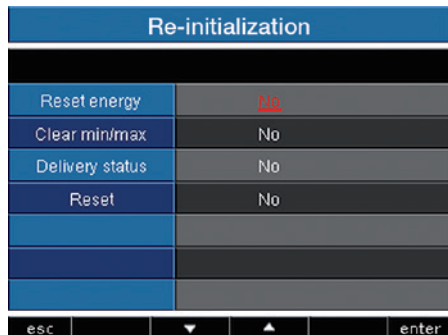 Re-initialization
Reset energy No
Clear min/max No
Delivery status No
Reset No
esc ▼ ▲ enter